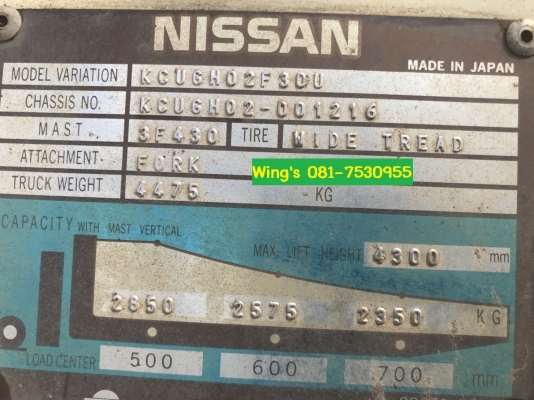 NISSAN
MADE IN JAPAN
MODEL VARIATION KCUGH02F30U
CHASSIS NO. KCUGH02-001216
MAST 3F430 TIRE WIDE TREAD
ATTACHMENT FORK
Wing's 081-7530955
TRUCK WEIGHT 4475 KG
CAPACITY WITH MAST VERTICAL
MAX. LIFT HEIGHT 4300 mm
2850 2575 2350 KG
LOAD CENTER 500 600 700 mm